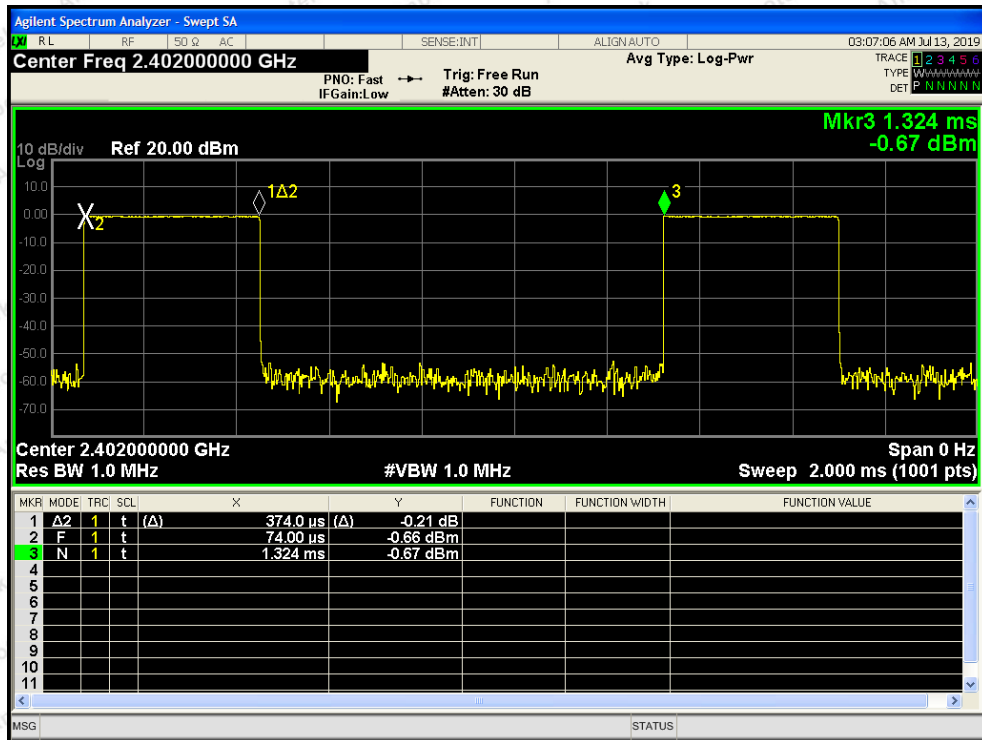 Agilent Spectrum Analyzer - Swept SA
LXI RL RF 50 Ω AC SENSE:INT ALIGN AUTO 03:07:06 AM Jul 13, 2019
Center Freq 2.402000000 GHz Avg Type: Log-Pwr TRACE 1 2 3 4 5 6
PNO: Fast Trig: Free Run TYPE WWWWWW
IFGain:Low #Atten: 30 dB DET P N N N N N
Mkr3 1.324 ms
10 dB/div Ref 20.00 dBm -0.67 dBm
Log
10.0
1Δ2
3
0.00
2
-10.0
-20.0
-30.0
-40.0
-50.0
-60.0
-70.0
Center 2.402000000 GHz Span 0 Hz
Res BW 1.0 MHz #VBW 1.0 MHz Sweep 2.000 ms (1001 pts)
MKR MODE TRC SCL X Y FUNCTION FUNCTION WIDTH FUNCTION VALUE
1 Δ2 1 t (Δ) 374.0 µs (Δ) -0.21 dB
2 F 1 t 74.00 µs -0.66 dBm
3 N 1 t 1.324 ms -0.67 dBm
4
5
6
7
8
9
10
11
MSG STATUS